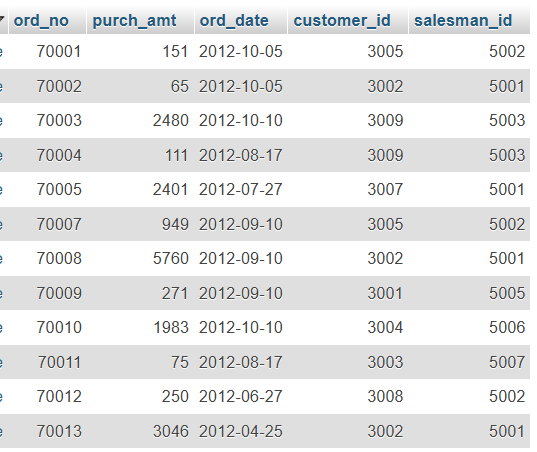 ord_no purch_amt ord_date customer_id salesman_id
e 70001 151 2012-10-05 3005 5002
e 70002 65 2012-10-05 3002 5001
e 70003 2480 2012-10-10 3009 5003
e 70004 111 2012-08-17 3009 5003
e 70005 2401 2012-07-27 3007 5001
e 70007 949 2012-09-10 3005 5002
e 70008 5760 2012-09-10 3002 5001
e 70009 271 2012-09-10 3001 5005
e 70010 1983 2012-10-10 3004 5006
e 70011 75 2012-08-17 3003 5007
e 70012 250 2012-06-27 3008 5002
e 70013 3046 2012-04-25 3002 5001